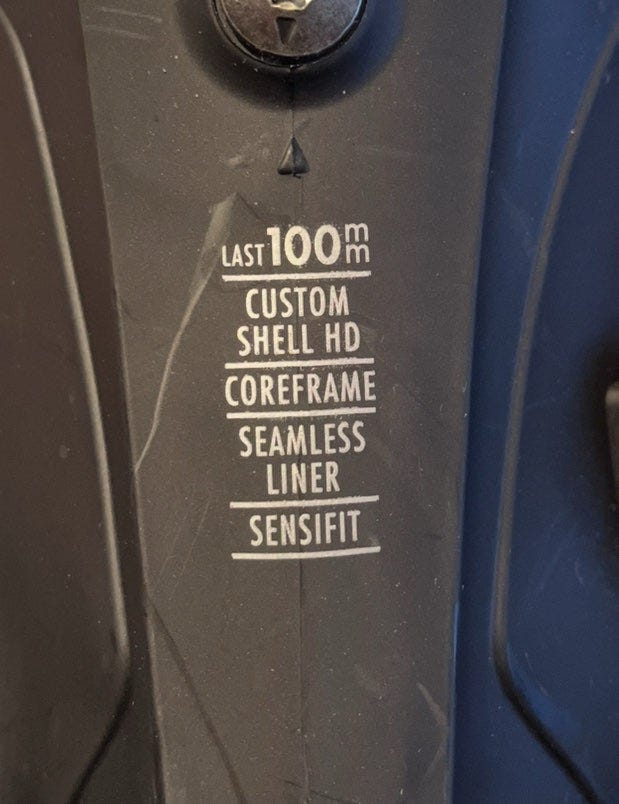 LAST 100mm
CUSTOM
SHELL HD
COREFRAME
SEAMLESS
LINER
SENSIFIT